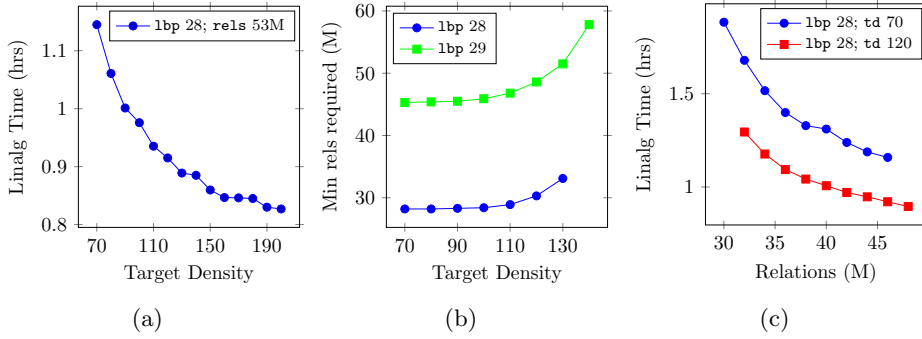 lbp 28; rels 53M
Linalg Time (hrs)
1.1
1
0.9
0.8
70 110 150 190
Target Density
(a)
lbp 28
lbp 29
Min rels required (M)
60
50
40
30
70 90 110 130
Target Density
(b)
lbp 28; td 70
lbp 28; td 120
Linalg Time (hrs)
1.5
1
30 35 40 45
Relations (M)
(c)